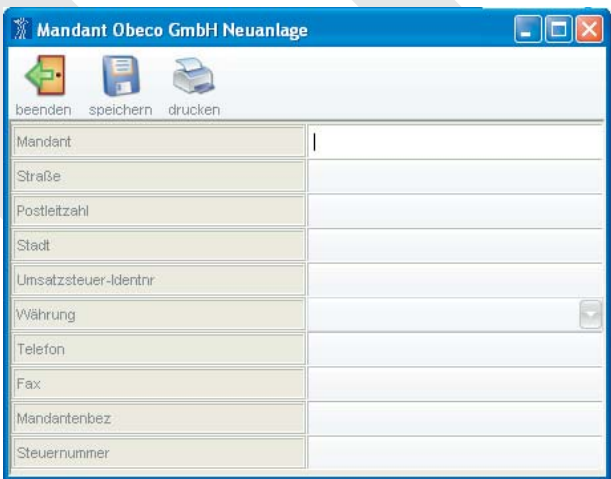 Mandant Obeco GmbH Neuanlage
beenden speichern drucken
Mandant
Straße
Postleitzahl
Stadt
Umsatzsteuer-Identnr
Währung
Telefon
Fax
Mandantenbez
Steuernummer